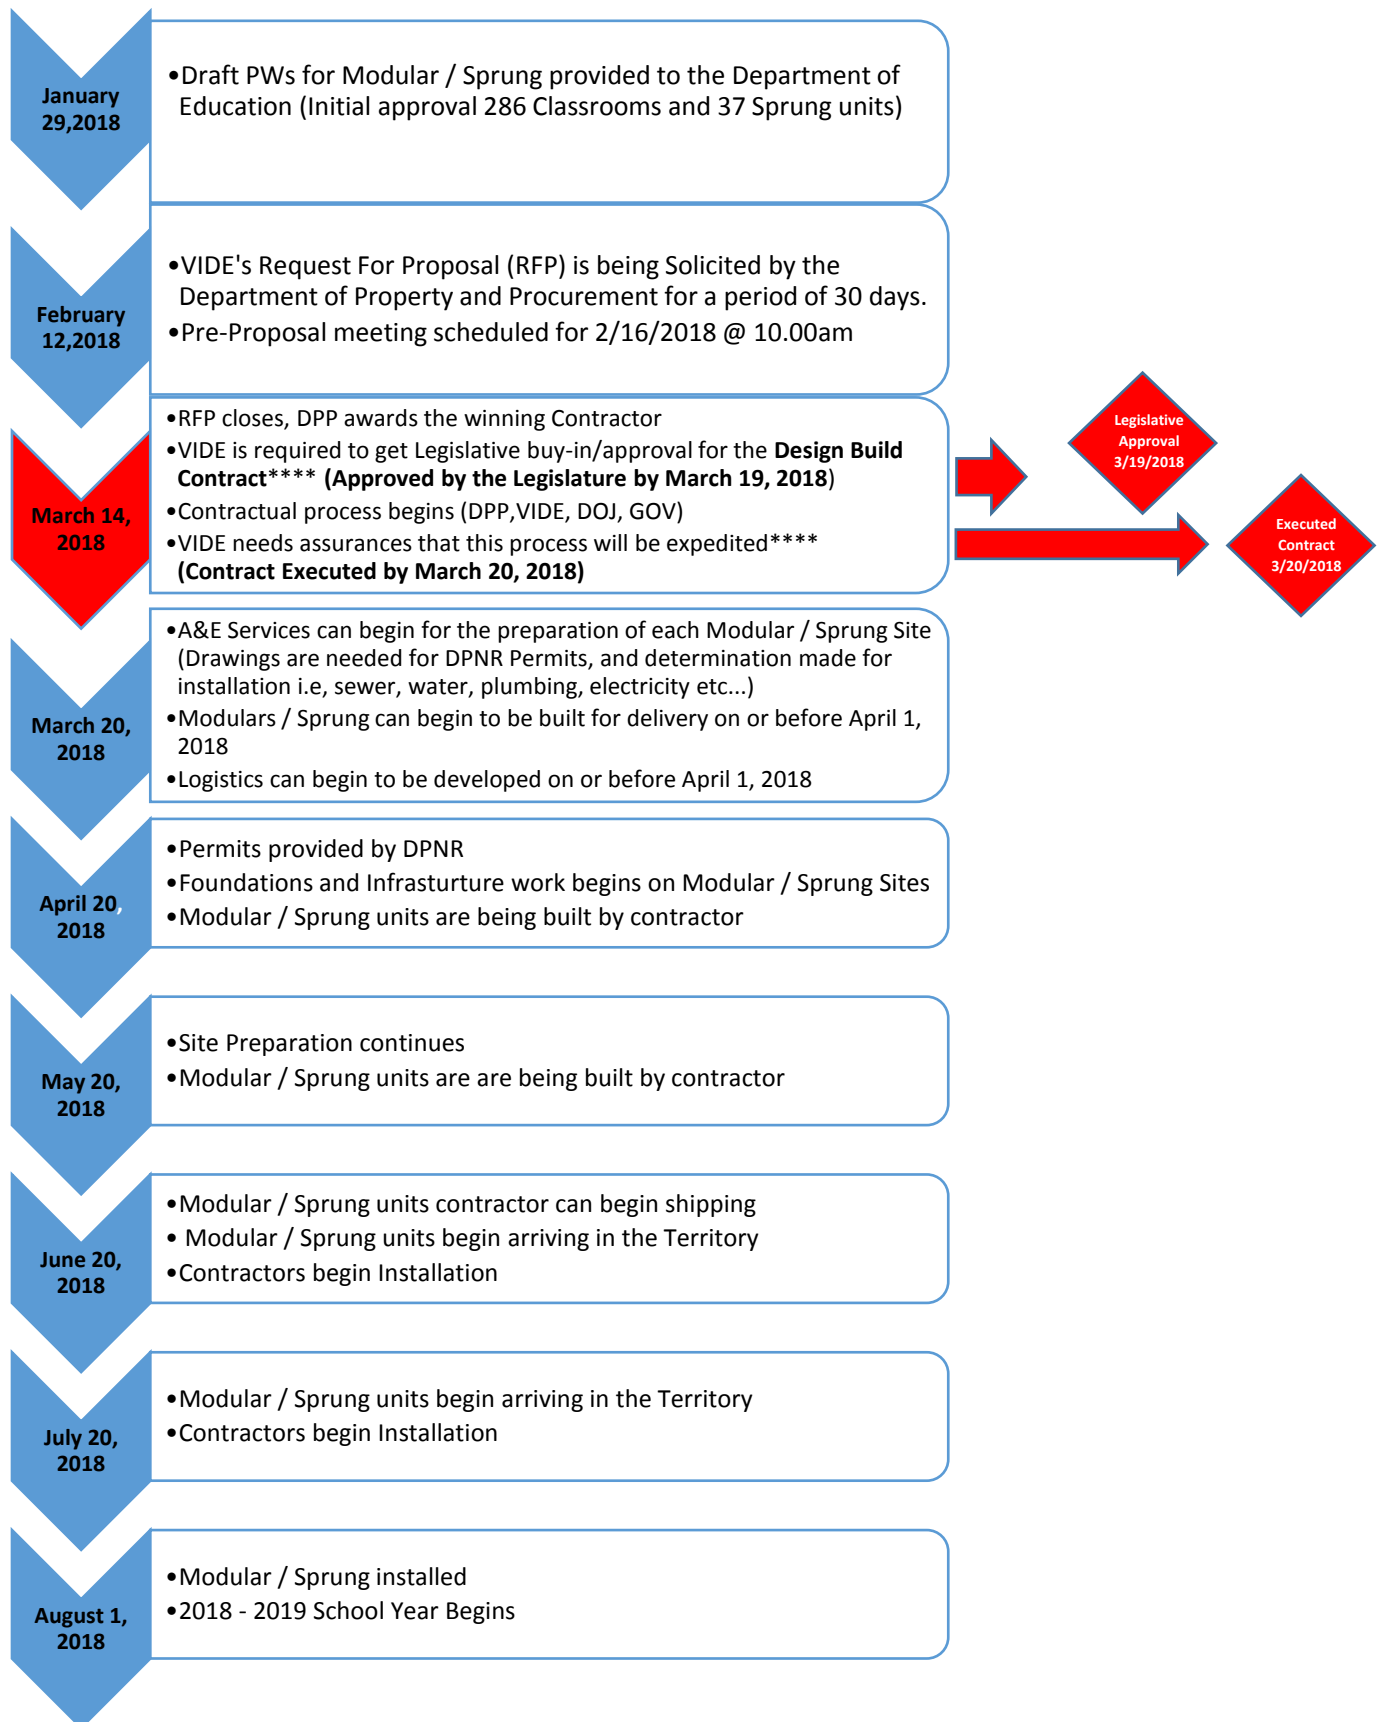 January
29,2018
•Draft PWs for Modular / Sprung provided to the Department of
Education (Initial approval 286 Classrooms and 37 Sprung units)
February
12,2018
•VIDE's Request For Proposal (RFP) is being Solicited by the
Department of Property and Procurement for a period of 30 days.
•Pre-Proposal meeting scheduled for 2/16/2018 @ 10.00am
March 14,
2018
•RFP closes, DPP awards the winning Contractor
•VIDE is required to get Legislative buy-in/approval for the Design Build
Contract**** (Approved by the Legislature by March 19, 2018)
•Contractual process begins (DPP,VIDE, DOJ, GOV)
•VIDE needs assurances that this process will be expedited****
(Contract Executed by March 20, 2018)
Legislative
Approval
3/19/2018
Executed
Contract
3/20/2018
March 20,
2018
•A&E Services can begin for the preparation of each Modular / Sprung Site
(Drawings are needed for DPNR Permits, and determination made for
installation i.e, sewer, water, plumbing, electricity etc...)
•Modulars / Sprung can begin to be built for delivery on or before April 1,
2018
•Logistics can begin to be developed on or before April 1, 2018
April 20,
2018
•Permits provided by DPNR
•Foundations and Infrasturture work begins on Modular / Sprung Sites
•Modular / Sprung units are being built by contractor
May 20,
2018
•Site Preparation continues
•Modular / Sprung units are are being built by contractor
June 20,
2018
•Modular / Sprung units contractor can begin shipping
• Modular / Sprung units begin arriving in the Territory
•Contractors begin Installation
July 20,
2018
•Modular / Sprung units begin arriving in the Territory
•Contractors begin Installation
August 1,
2018
•Modular / Sprung installed
•2018 - 2019 School Year Begins